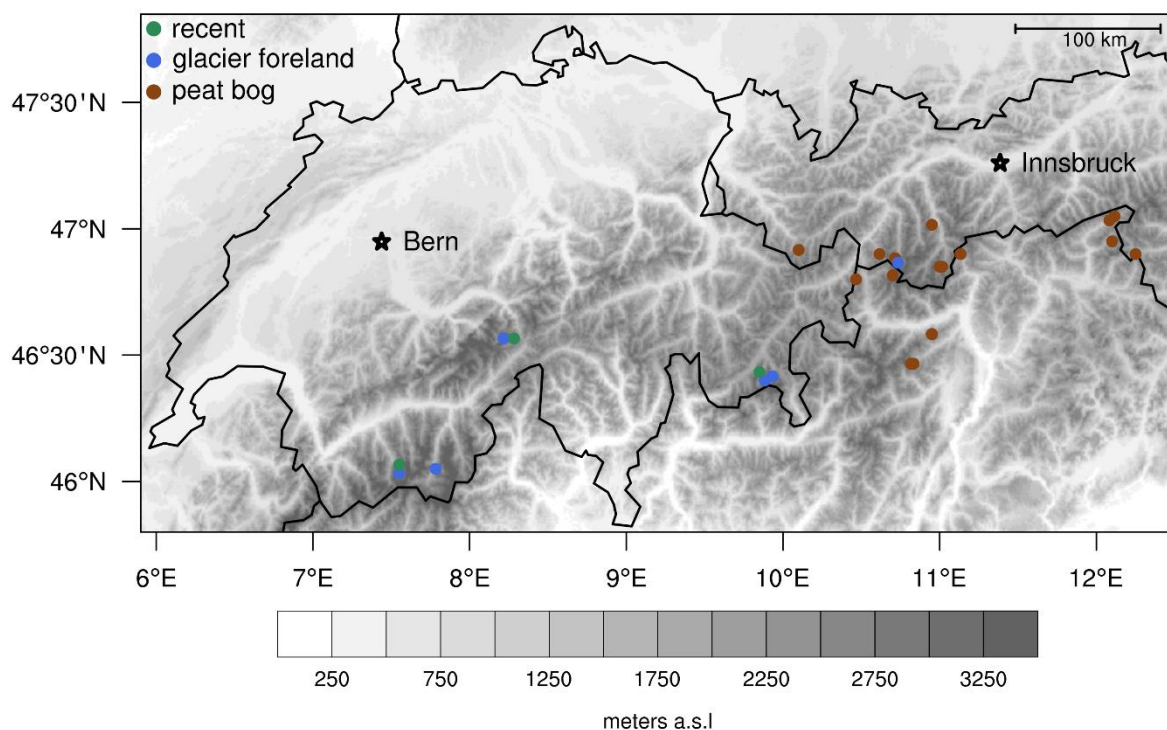 recent
glacier foreland
peat bog
100 km
47°30'N
Innsbruck
47°N
Bern
46°30'N
46°N
6°E 7°E 8°E 9°E 10°E 11°E 12°E
250 750 1250 1750 2250 2750 3250
meters a.s.l